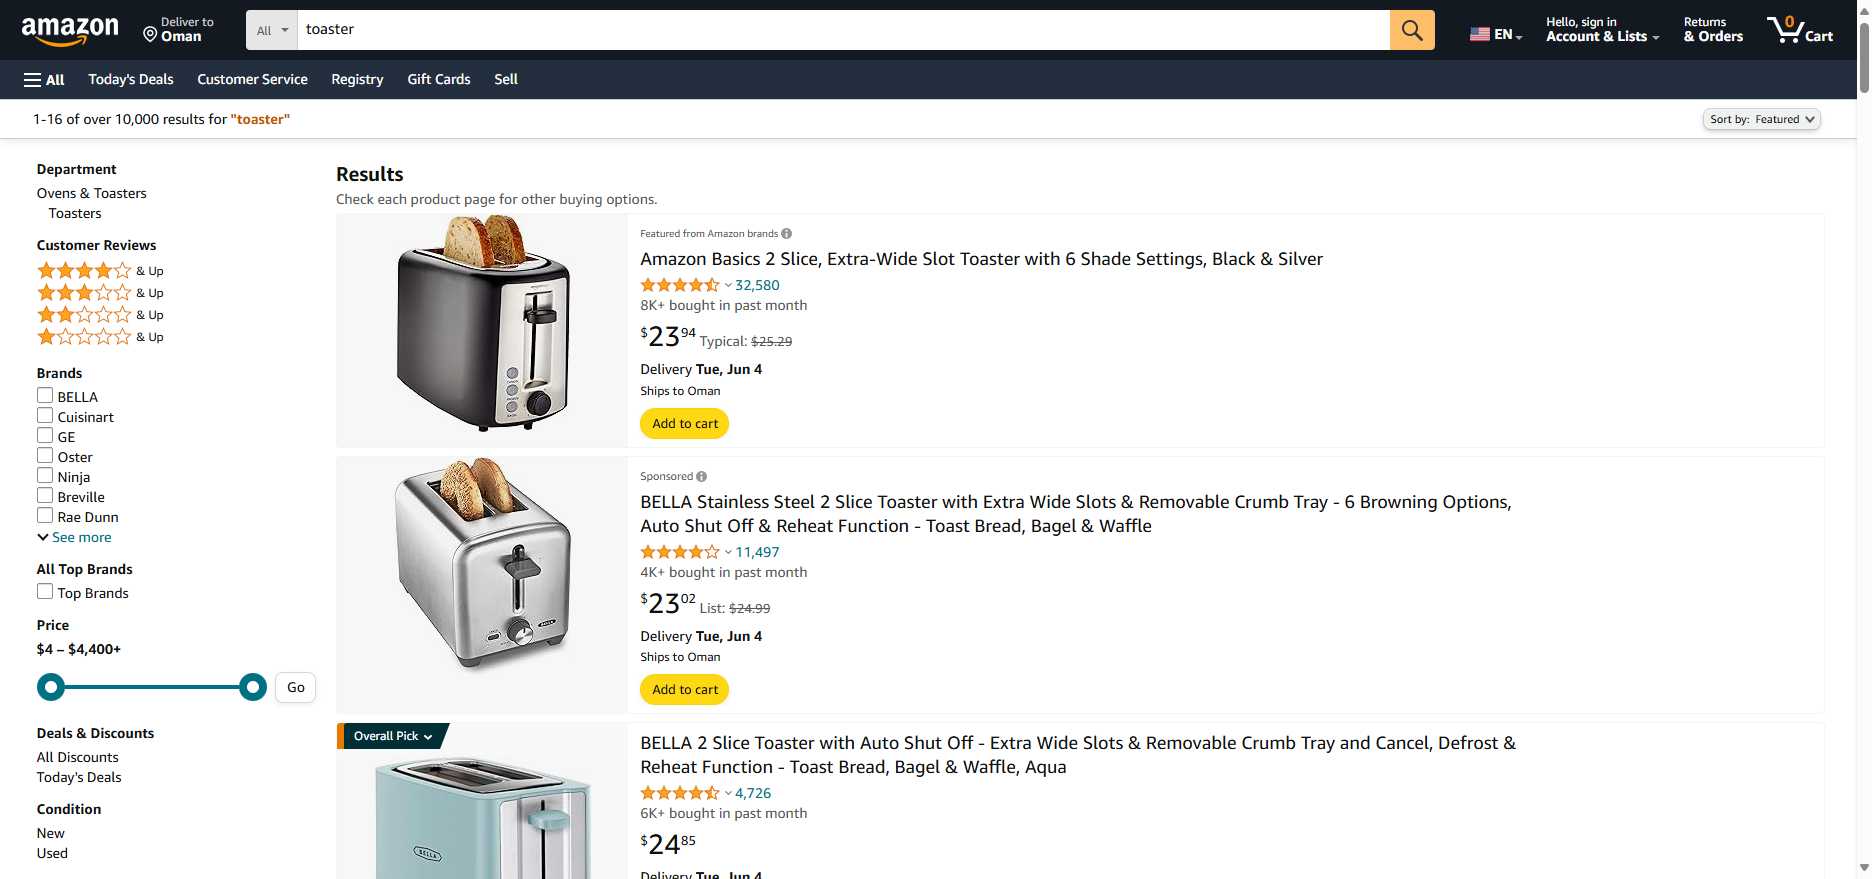 amazon
Deliver to
Oman
All
toaster
EN
Hello, sign in
Account & Lists
Returns
& Orders
0
Cart
All
Today's Deals
Customer Service
Registry
Gift Cards
Sell
1-16 of over 10,000 results for "toaster"
Sort by: Featured
Department
Ovens & Toasters
Toasters
Customer Reviews
& Up
& Up
& Up
& Up
Brands
BELLA
Cuisinart
GE
Oster
Ninja
Breville
Rae Dunn
See more
All Top Brands
Top Brands
Price
$4 – $4,400+
Go
Deals & Discounts
All Discounts
Today's Deals
Condition
New
Used
Results
Check each product page for other buying options.
Featured from Amazon brands
Amazon Basics 2 Slice, Extra-Wide Slot Toaster with 6 Shade Settings, Black & Silver
32,580
8K+ bought in past month
$23 94 Typical: $25.29
Delivery Tue, Jun 4
Ships to Oman
Add to cart
Sponsored
BELLA Stainless Steel 2 Slice Toaster with Extra Wide Slots & Removable Crumb Tray - 6 Browning Options,
Auto Shut Off & Reheat Function - Toast Bread, Bagel & Waffle
11,497
4K+ bought in past month
$23 02 List: $24.99
Delivery Tue, Jun 4
Ships to Oman
Add to cart
BELLA
Overall Pick
BELLA 2 Slice Toaster with Auto Shut Off - Extra Wide Slots & Removable Crumb Tray and Cancel, Defrost &
Reheat Function - Toast Bread, Bagel & Waffle, Aqua
4,726
6K+ bought in past month
$24 85
Delivery Tue, Jun 4
BELLA